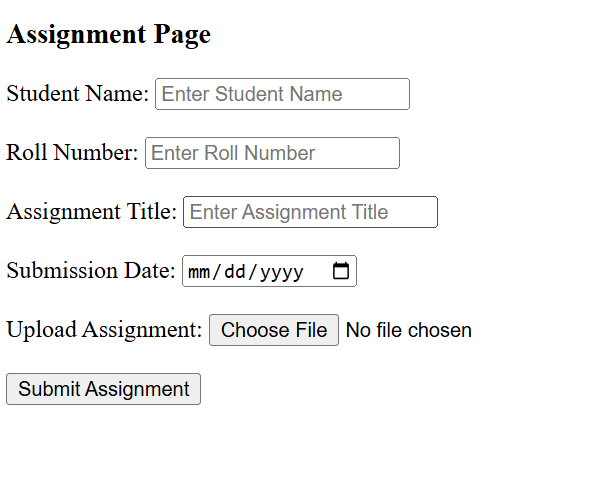 Assignment Page
Student Name: Enter Student Name
Roll Number: Enter Roll Number
Assignment Title: Enter Assignment Title
Submission Date: mm/dd/yyyy
Upload Assignment: Choose File No file chosen
Submit Assignment